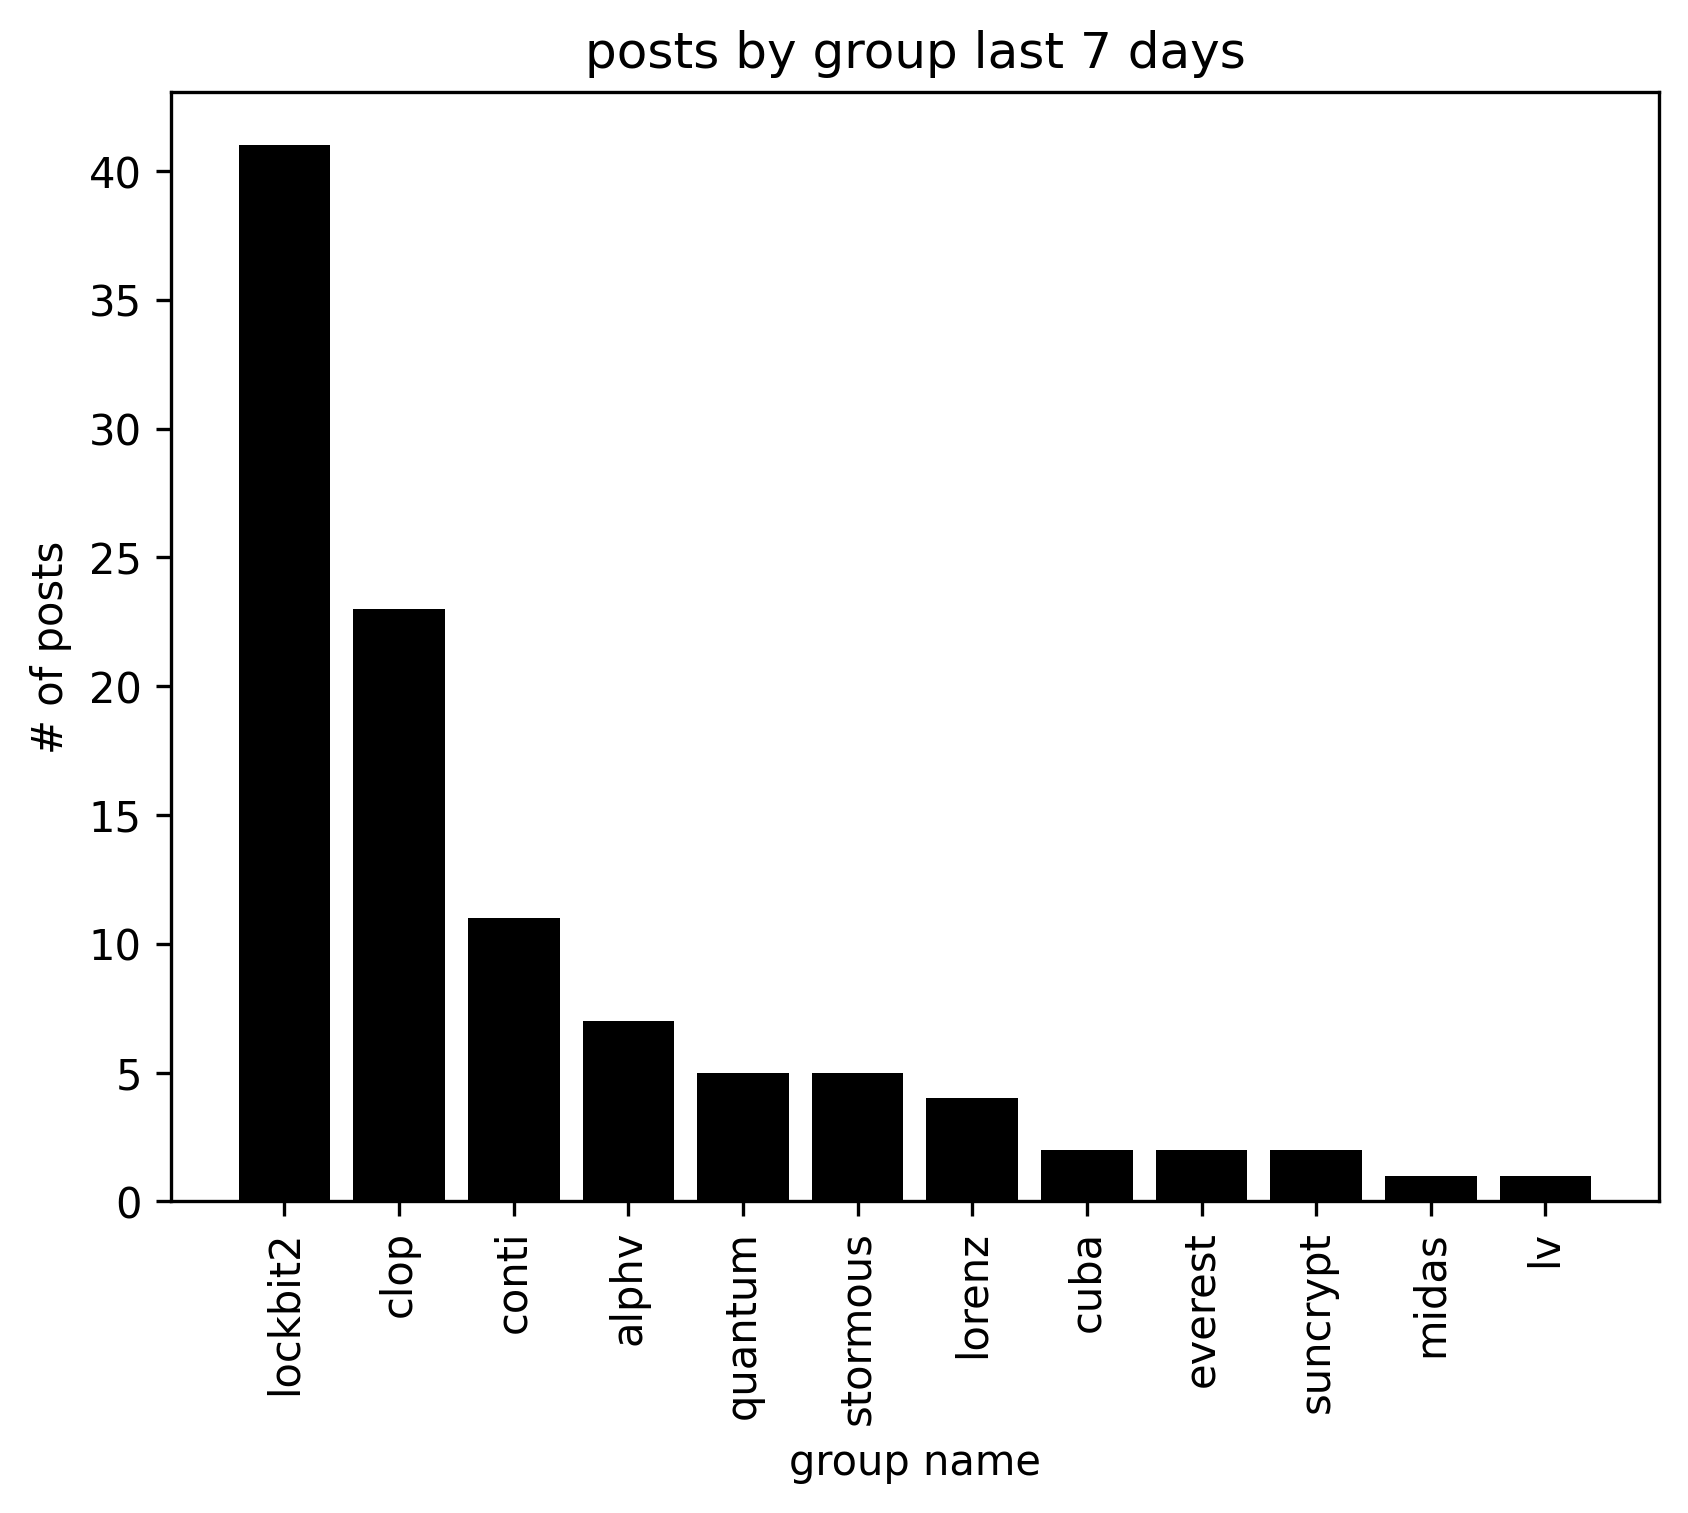 posts by group last 7 days
# of posts
40
35
30
25
20
15
10
5
0
lockbit2
clop
conti
alphv
quantum
stormous
lorenz
cuba
everest
suncrypt
midas
lv
group name